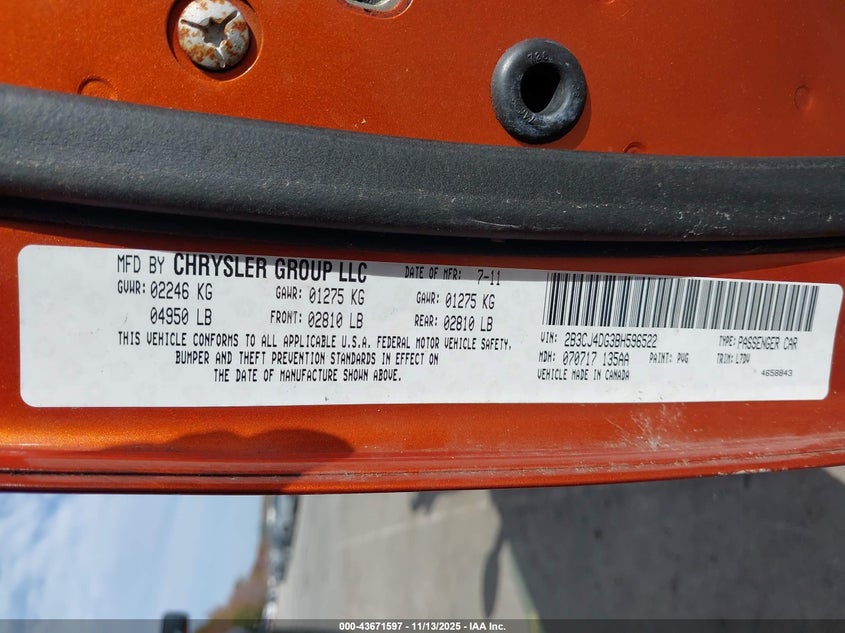 MFD BY CHRYSLER GROUP LLC DATE OF MFR: 7-11
GVWR: 02246 KG GAWR: 01275 KG GAWR: 01275 KG
04950 LB FRONT: 02810 LB REAR: 02810 LB
THIS VEHICLE CONFORMS TO ALL APPLICABLE U.S.A. FEDERAL MOTOR VEHICLE SAFETY,
BUMPER AND THEFT PREVENTION STANDARDS IN EFFECT ON
THE DATE OF MANUFACTURE SHOWN ABOVE.
VIN: 2B3CJ4DG3BH596522 TYPE: PASSENGER CAR
MDH: 070717 135AA PAINT: PVG TRIM: L7DV
VEHICLE MADE IN CANADA 4658843
000-43671597 - 11/13/2025 - IAA Inc.